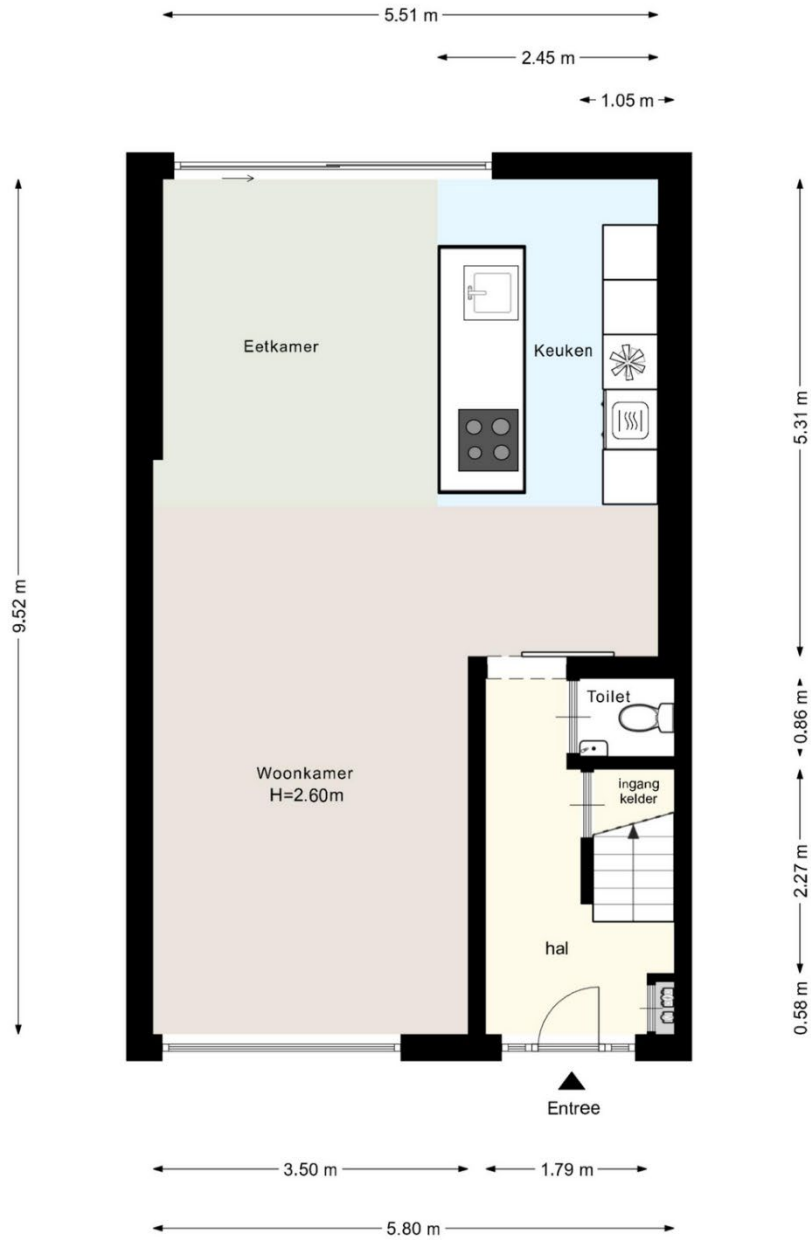 5.51 m
2.45 m
1.05 m
Eetkamer
Keuken
5.31 m
9.52 m
Toilet
0.86 m
ingang
kelder
Woonkamer
H=2.60m
2.27 m
hal
0.58 m
Entree
3.50 m
1.79 m
5.80 m